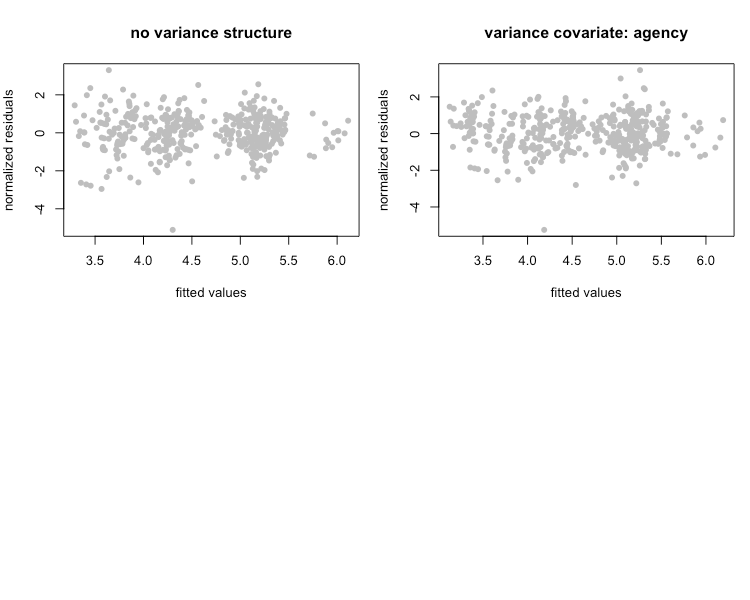 no variance structure
normalized residuals
2
0
-2
-4
3.5 4.0 4.5 5.0 5.5 6.0
fitted values
variance covariate: agency
normalized residuals
2
0
-2
-4
3.5 4.0 4.5 5.0 5.5 6.0
fitted values